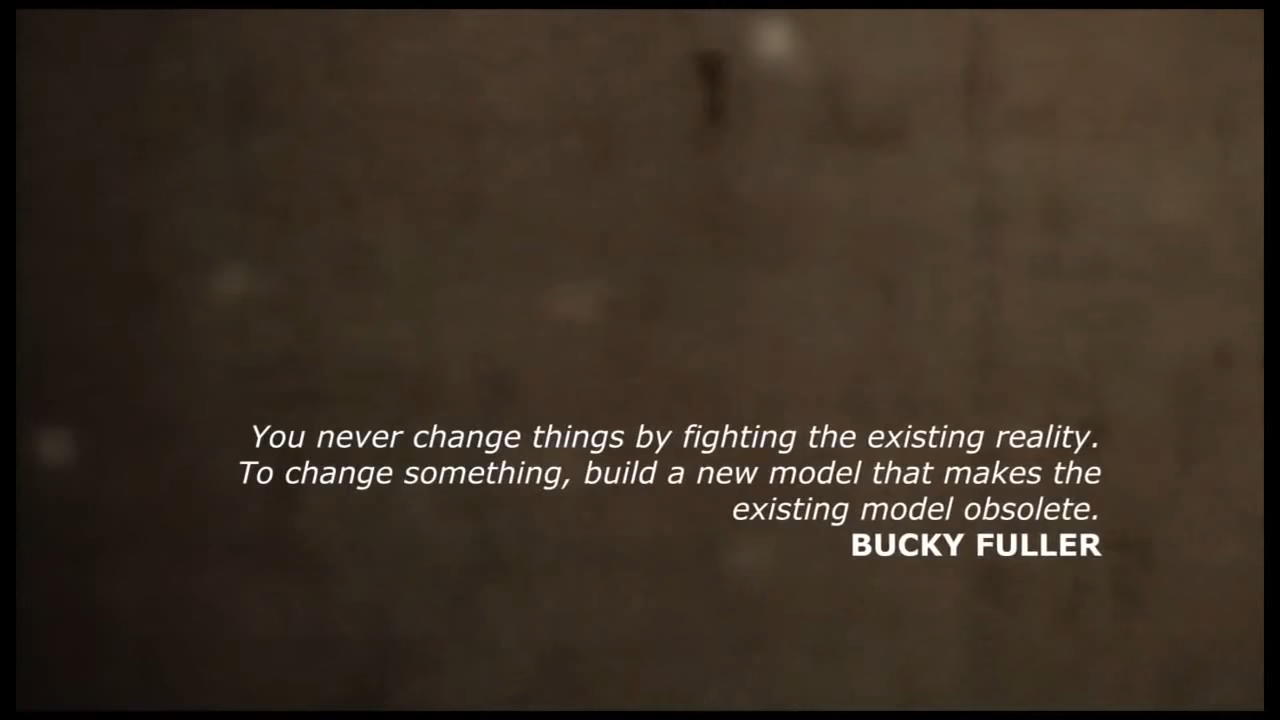 You never change things by fighting the existing reality.
To change something, build a new model that makes the
existing model obsolete.
BUCKY FULLER